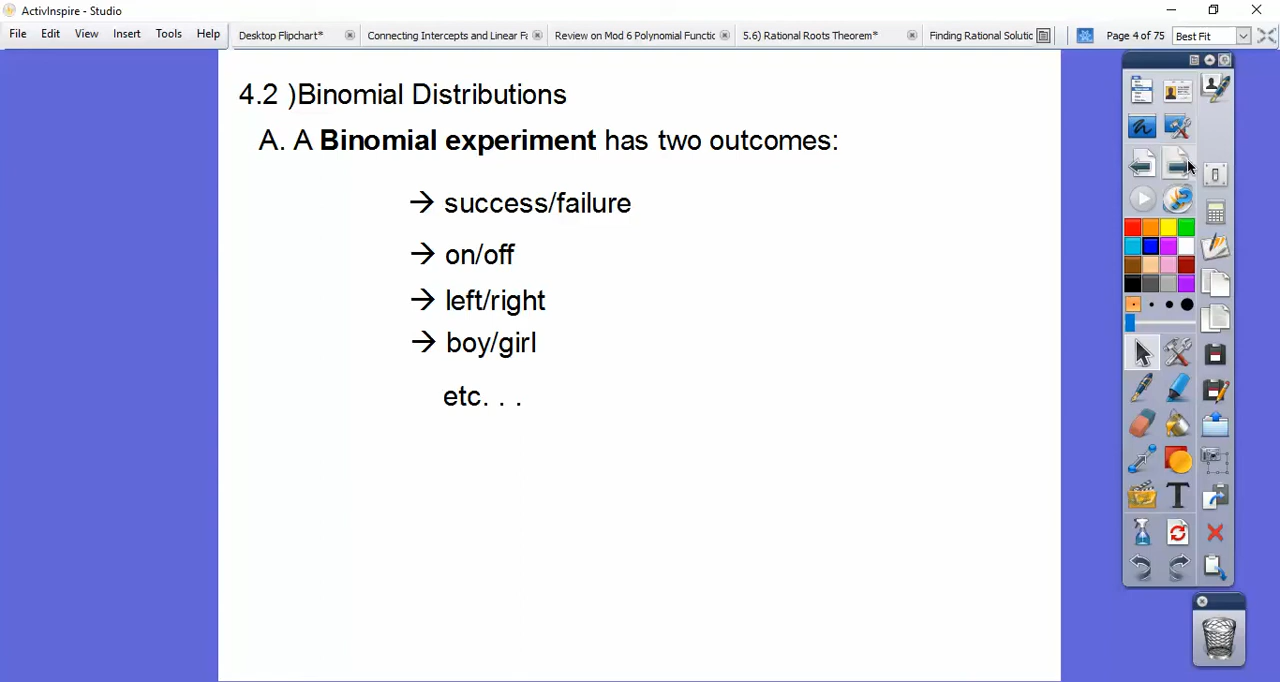 ActivInspire - Studio
File Edit View Insert Tools Help
Desktop Flipchart* Connecting Intercepts and Linear Fa Review on Mod 6 Polynomial Functic 5.6) Rational Roots Theorem* Finding Rational Solutic Page 4 of 75 Best Fit
4.2 )Binomial Distributions
A. A Binomial experiment has two outcomes:
→ success/failure
→ on/off
→ left/right
→ boy/girl
etc. . .